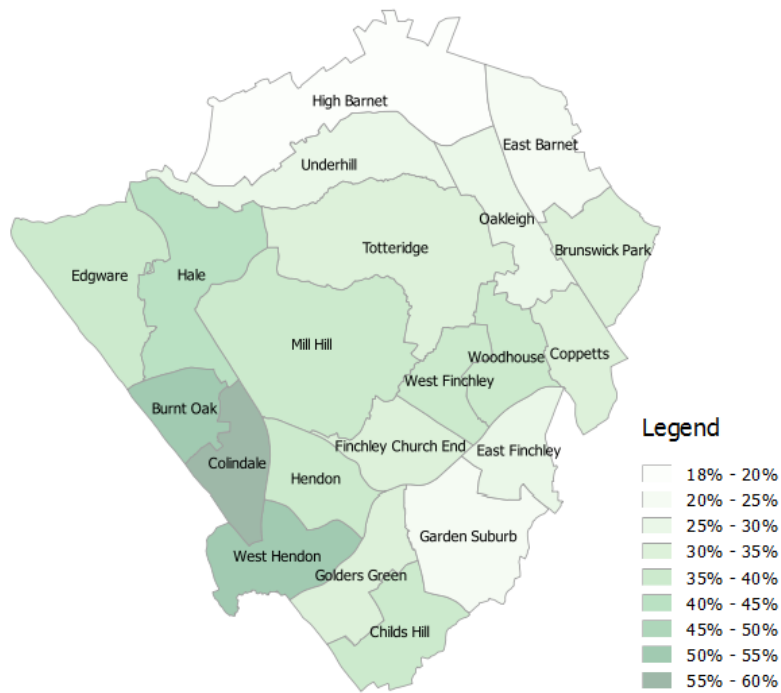 High Barnet
East Barnet
Underhill
Oakleigh
Totteridge
Brunswick Park
Edgware
Hale
Mill Hill
Woodhouse
Coppetts
West Finchley
Burnt Oak
Finchley Church End
East Finchley
Colindale
Hendon
Garden Suburb
West Hendon
Golders Green
Childs Hill
Legend
18% - 20%
20% - 25%
25% - 30%
30% - 35%
35% - 40%
40% - 45%
45% - 50%
50% - 55%
55% - 60%